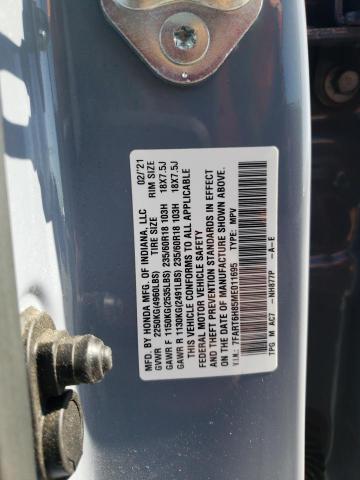 MFD. BY HONDA MFG. OF INDIANA, LLC 02/'21
GVWR 2250KG(4960LBS) TIRE SIZE RIM SIZE
GAWR F 1150KG(2535LBS) 235/60R18 103H 18X7.5J
GAWR R 1130KG(2491LBS) 235/60R18 103H 18X7.5J
THIS VEHICLE CONFORMS TO ALL APPLICABLE
FEDERAL MOTOR VEHICLE SAFETY
AND THEFT PREVENTION STANDARDS IN EFFECT
ON THE DATE OF MANUFACTURE SHOWN ABOVE.
V.I.N.: 7FART6H85ME011695 TYPE: MPV
TPG M AC7 -NH877P -A-E